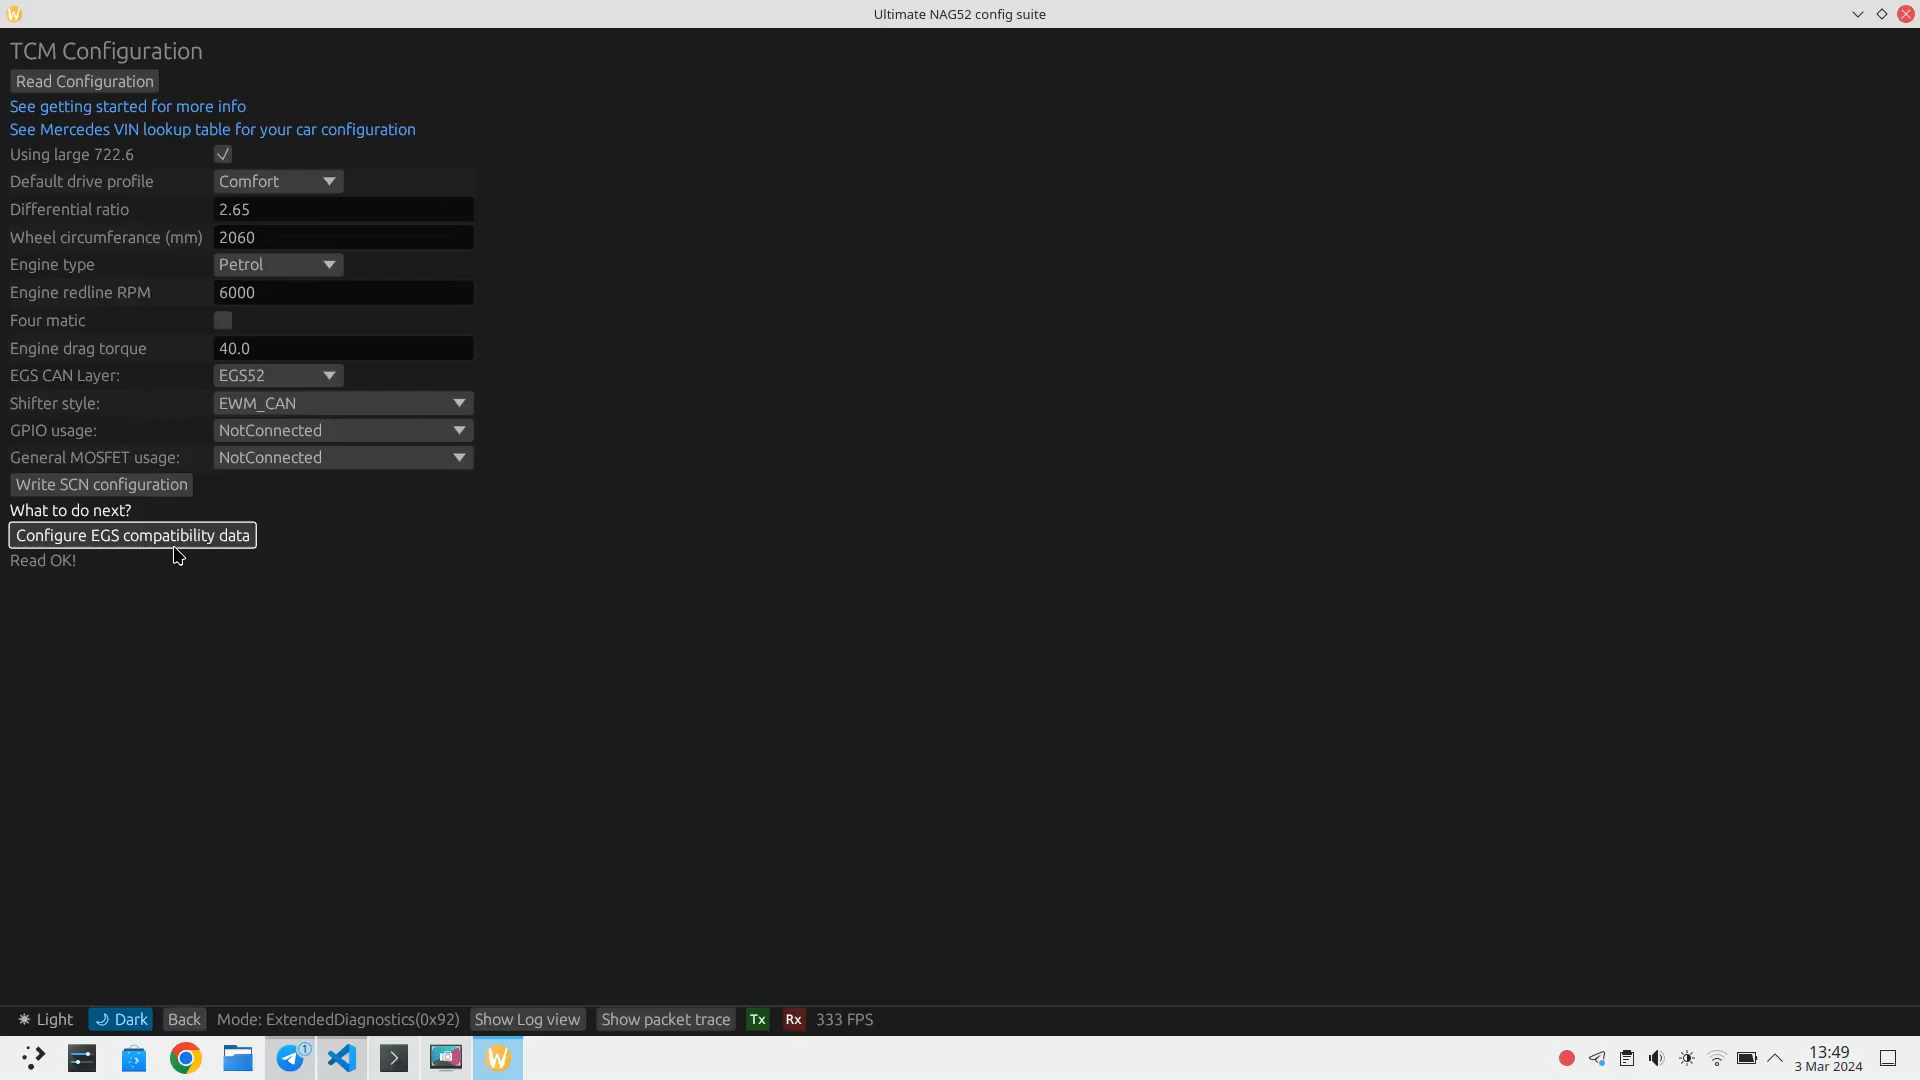 Ultimate NAG52 config suite
TCM Configuration
Read Configuration
See getting started for more info
See Mercedes VIN lookup table for your car configuration
Using large 722.6
Default drive profile Comfort
Differential ratio 2.65
Wheel circumferance (mm) 2060
Engine type Petrol
Engine redline RPM 6000
Four matic
Engine drag torque 40.0
EGS CAN Layer: EGS52
Shifter style: EWM_CAN
GPIO usage: NotConnected
General MOSFET usage: NotConnected
Write SCN configuration
What to do next?
Configure EGS compatibility data
Read OK!
Light Dark Back Mode: ExtendedDiagnostics(0x92) Show Log view Show packet trace Tx Rx 333 FPS
1
W
13:49
3 Mar 2024